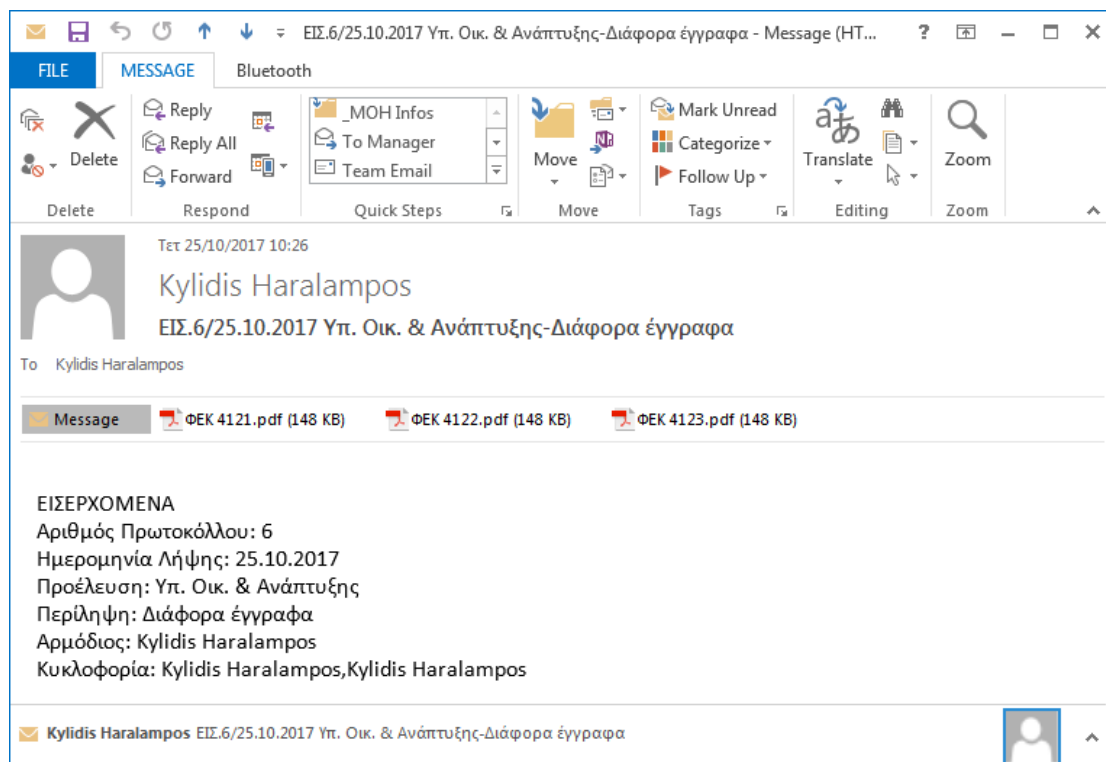 ΕΙΣ.6/25.10.2017 Υπ. Οικ. & Ανάπτυξης-Διάφορα έγγραφα - Message (HT...
FILE MESSAGE Bluetooth
Delete
Reply
Reply All
Forward
_MOH Infos
To Manager
Team Email
Move
Mark Unread
Categorize
Follow Up
Translate
Zoom
Delete Respond Quick Steps Move Tags Editing Zoom
Τετ 25/10/2017 10:26
Kylidis Haralampos
ΕΙΣ.6/25.10.2017 Υπ. Οικ. & Ανάπτυξης-Διάφορα έγγραφα
To Kylidis Haralampos
Message ΦΕΚ 4121.pdf (148 KB) ΦΕΚ 4122.pdf (148 KB) ΦΕΚ 4123.pdf (148 KB)
ΕΙΣΕΡΧΟΜΕΝΑ
Αριθμός Πρωτοκόλλου: 6
Ημερομηνία Λήψης: 25.10.2017
Προέλευση: Υπ. Οικ. & Ανάπτυξης
Περίληψη: Διάφορα έγγραφα
Αρμόδιος: Kylidis Haralampos
Κυκλοφορία: Kylidis Haralampos,Kylidis Haralampos
Kylidis Haralampos ΕΙΣ.6/25.10.2017 Υπ. Οικ. & Ανάπτυξης-Διάφορα έγγραφα